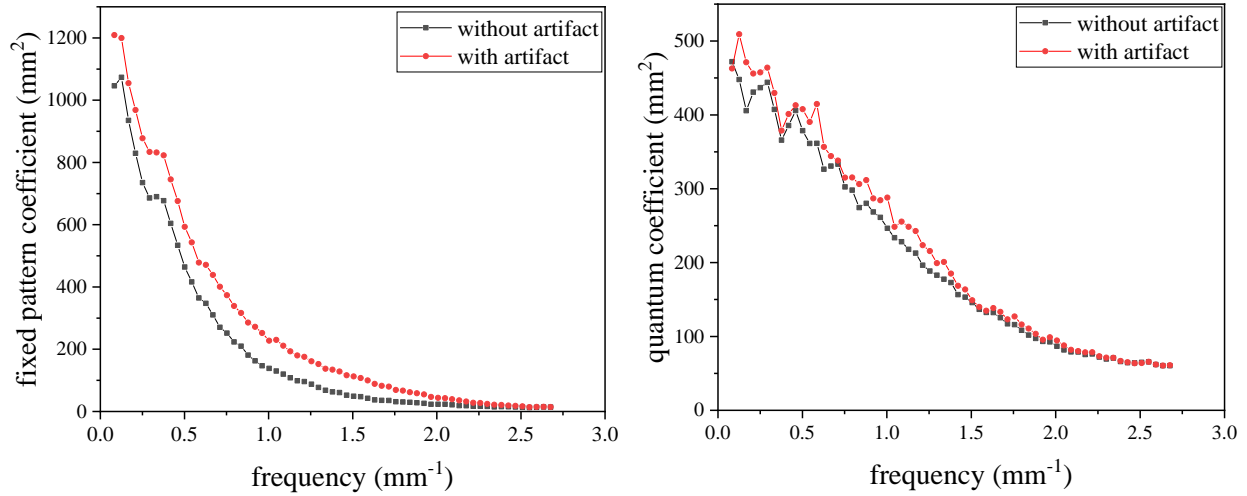 fixed pattern coefficient (mm²)
1200
1000
800
600
400
200
0
without artifact
with artifact
0.0 0.5 1.0 1.5 2.0 2.5 3.0
frequency (mm⁻¹)
quantum coefficient (mm²)
500
400
300
200
100
0
without artifact
with artifact
0.0 0.5 1.0 1.5 2.0 2.5 3.0
frequency (mm⁻¹)